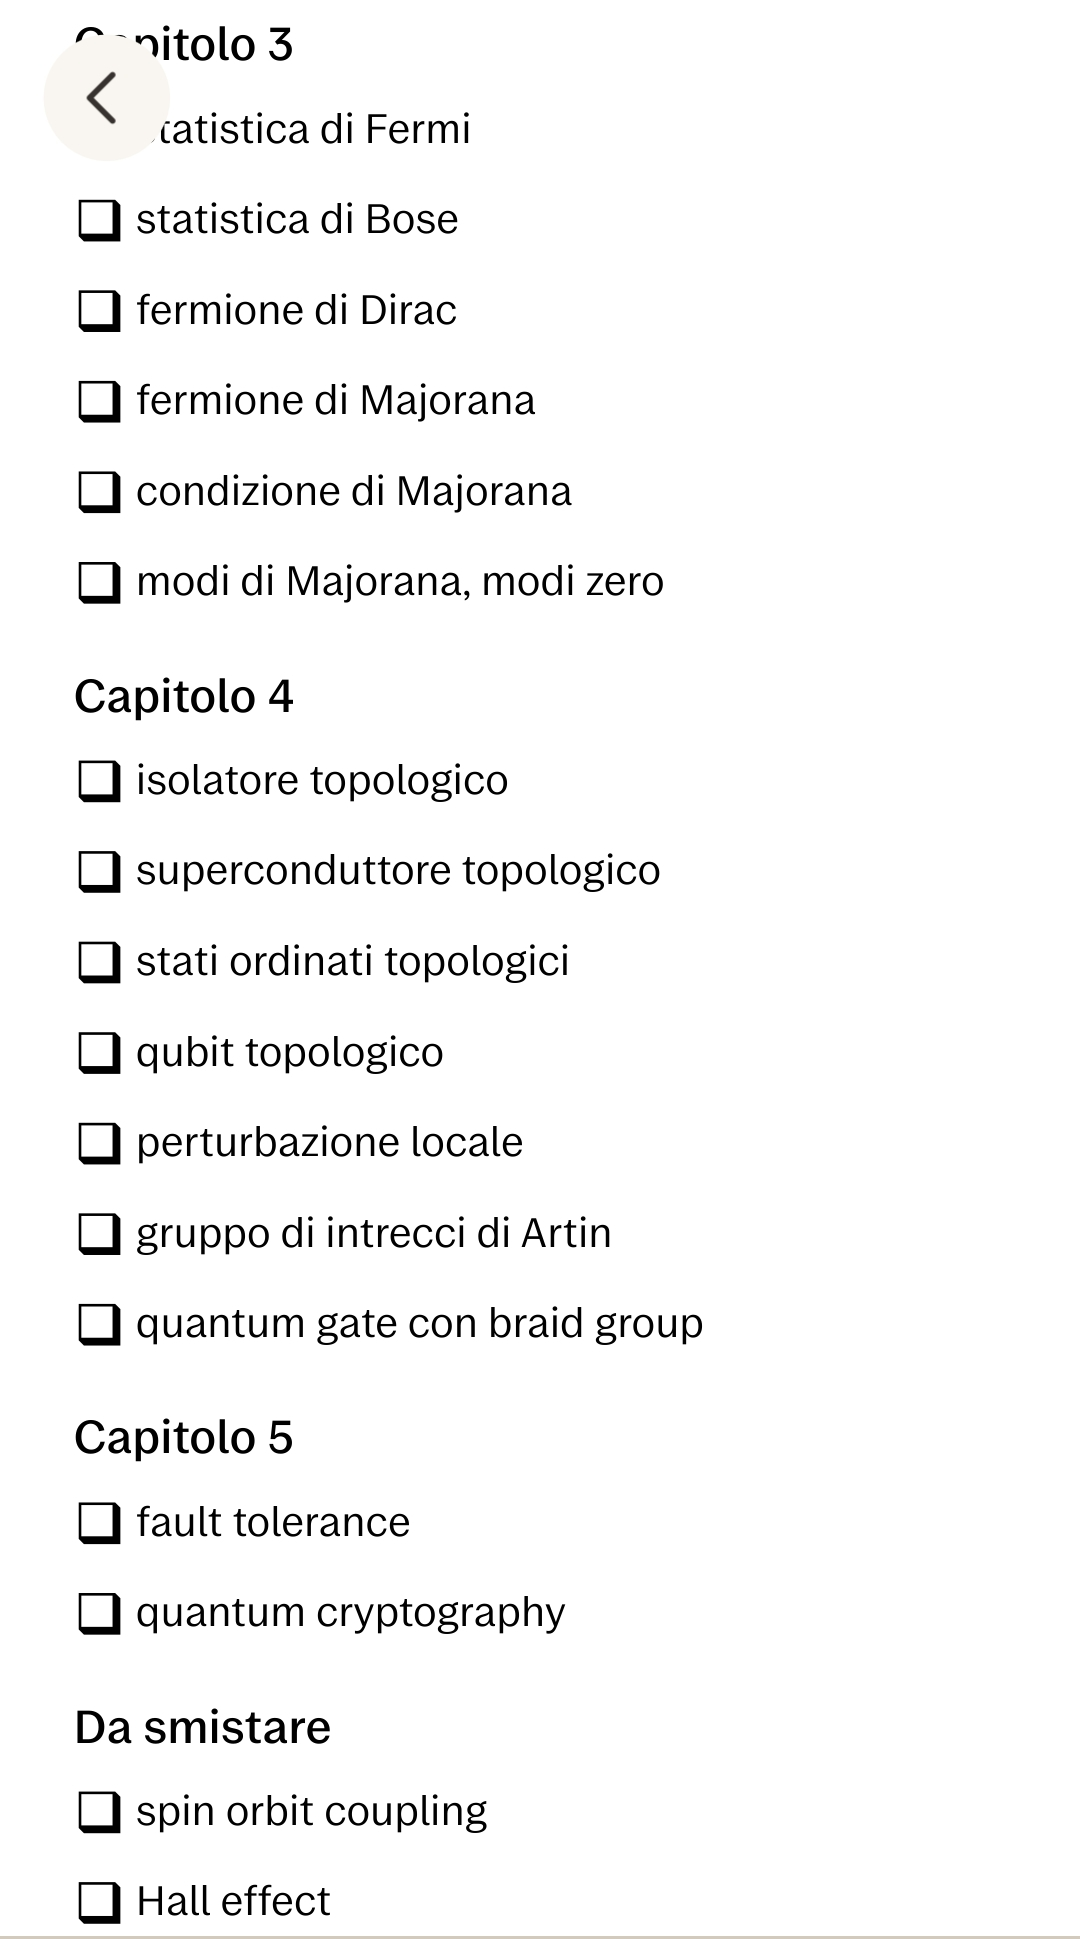 Capitolo 3
statistica di Fermi
statistica di Bose
fermione di Dirac
fermione di Majorana
condizione di Majorana
modi di Majorana, modi zero
Capitolo 4
isolatore topologico
superconduttore topologico
stati ordinati topologici
qubit topologico
perturbazione locale
gruppo di intrecci di Artin
quantum gate con braid group
Capitolo 5
fault tolerance
quantum cryptography
Da smistare
spin orbit coupling
Hall effect